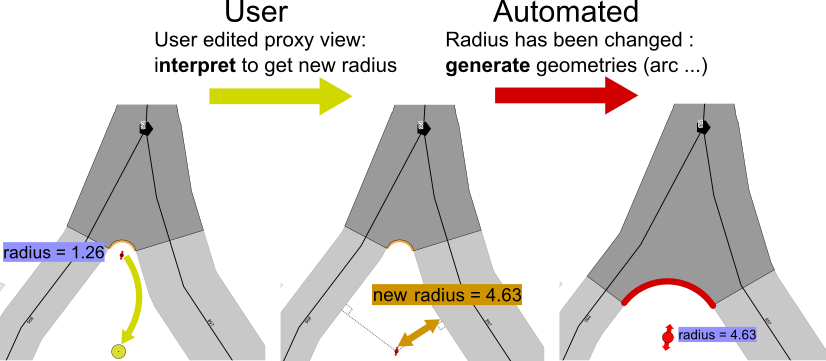 User
User edited proxy view:
interpret to get new radius
Automated
Radius has been changed :
generate geometries (arc ...)
radius = 1.26
new radius = 4.63
radius = 4.63